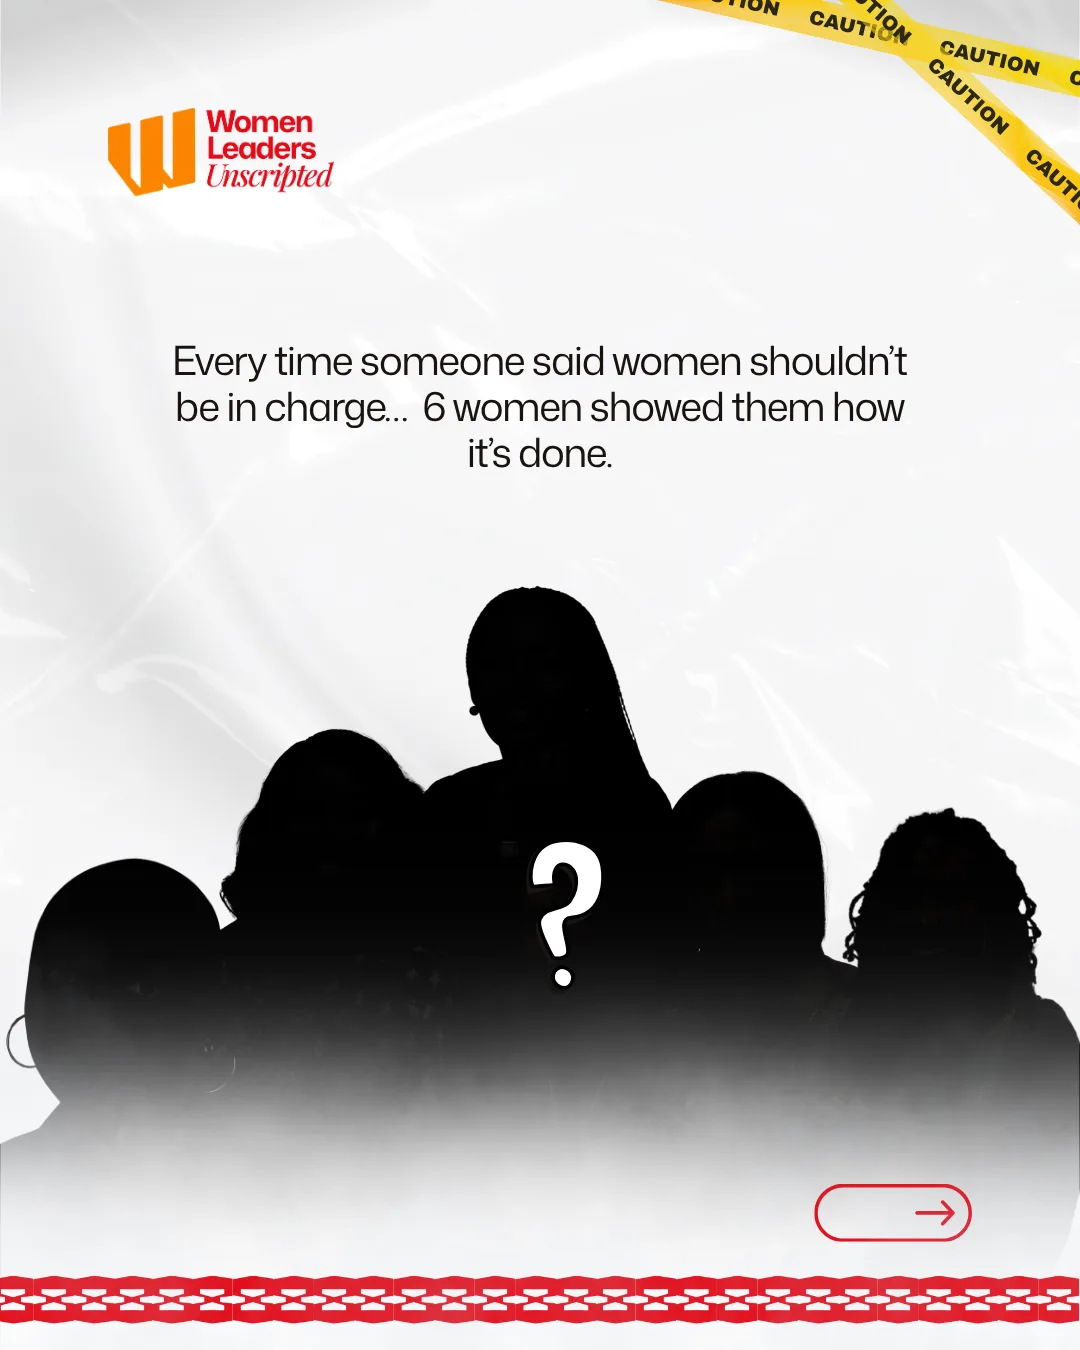 CAUTION
CAUTION
CAUTION
CAUTION
Women
Leaders
Unscripted
Every time someone said women shouldn’t
be in charge... 6 women showed them how
it’s done.
?